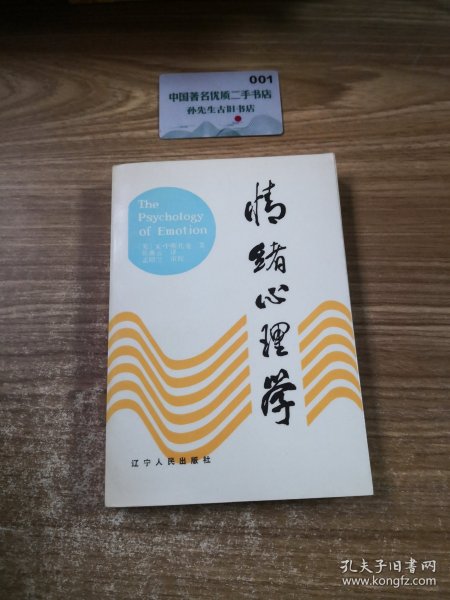 001
中国著名优质二手书店
孙先生古旧书店
The
Psychology
of Emotion
情绪心理学
辽宁人民出版社
孔夫子旧书网
www.kongfz.com